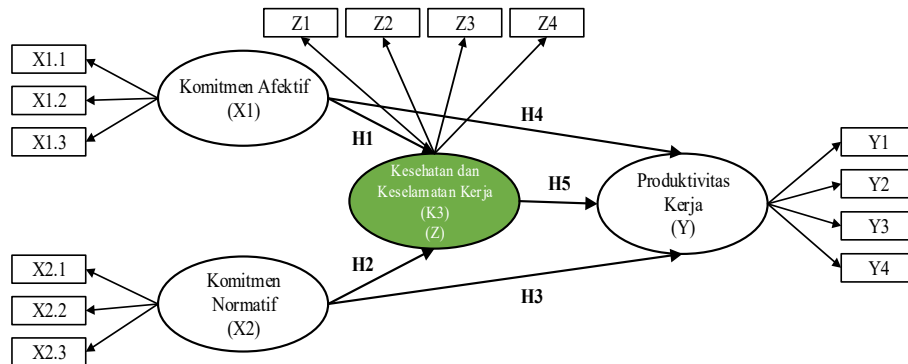 Z1
Z2
Z3
Z4
X1.1
X1.2
X1.3
Komitmen Afektif
(X1)
H1
H4
Kesehatan dan
Keselamatan Kerja
(K3)
(Z)
H5
Produktivitas
Kerja
(Y)
Y1
Y2
Y3
Y4
X2.1
X2.2
X2.3
Komitmen
Normatif
(X2)
H2
H3